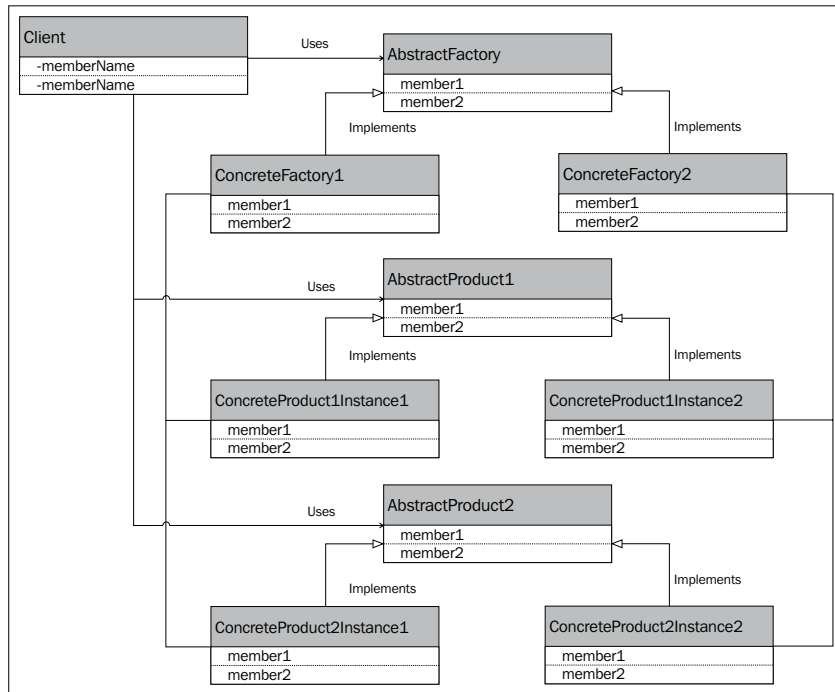 Client
-memberName
-memberName
Uses
AbstractFactory
member1
member2
Implements
Implements
ConcreteFactory1
member1
member2
ConcreteFactory2
member1
member2
Uses
AbstractProduct1
member1
member2
Implements
Implements
ConcreteProduct1Instance1
member1
member2
ConcreteProduct1Instance2
member1
member2
Uses
AbstractProduct2
member1
member2
Implements
Implements
ConcreteProduct2Instance1
member1
member2
ConcreteProduct2Instance2
member1
member2